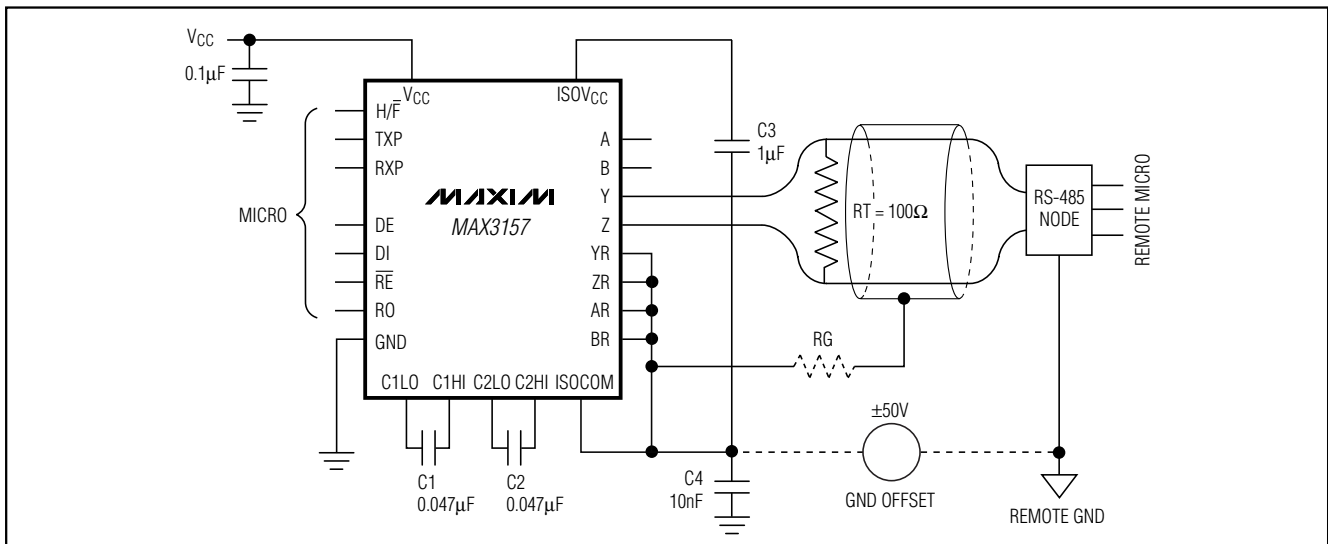 VCC
0.1µF
VCC
ISOVCC
H/F̅
TXP
RXP
DE
DI
R̅E̅
RO
GND
MICRO
MAXIM
MAX3157
A
B
Y
Z
YR
ZR
AR
BR
C1LO C1HI C2LO C2HI ISOCOM
C1
0.047µF
C2
0.047µF
C3
1µF
RT = 100Ω
RS-485
NODE
REMOTE MICRO
RG
±50V
GND OFFSET
C4
10nF
REMOTE GND